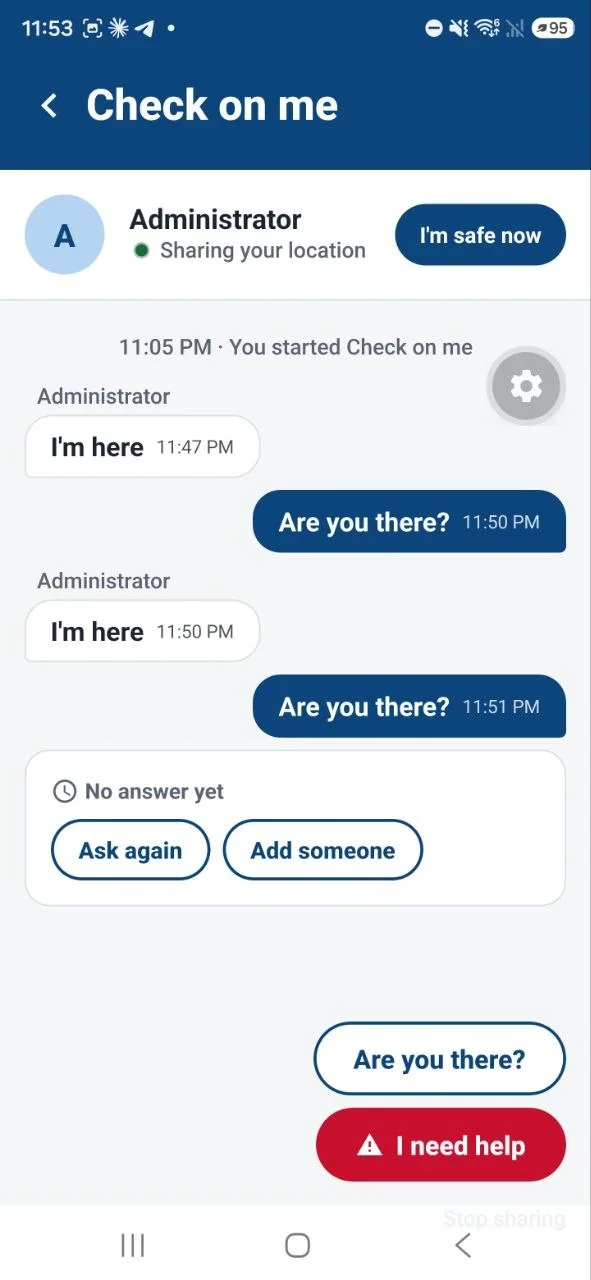 11:53
95
Check on me
A
Administrator
Sharing your location
I'm safe now
11:05 PM · You started Check on me
Administrator
I'm here 11:47 PM
Are you there? 11:50 PM
Administrator
I'm here 11:50 PM
Are you there? 11:51 PM
No answer yet
Ask again
Add someone
Are you there?
I need help
Stop sharing